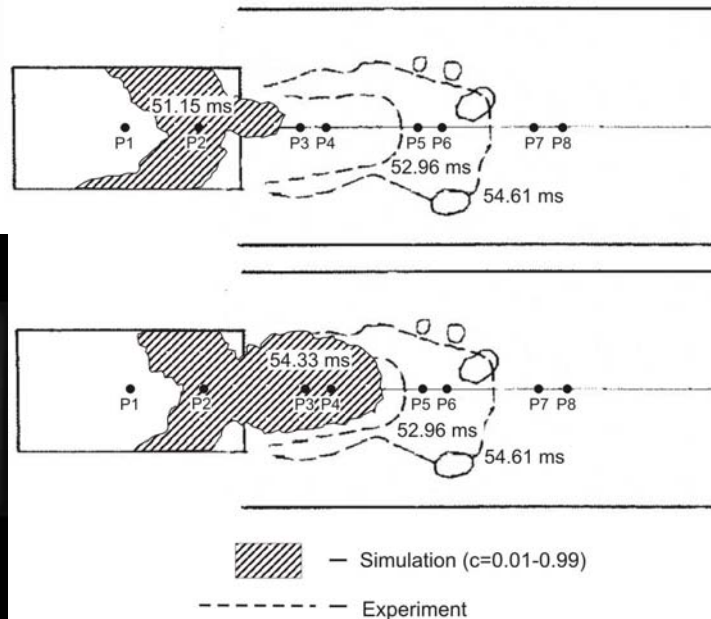 51.15 ms
P1 P2 P3 P4 P5 P6 P7 P8
52.96 ms
54.61 ms
54.33 ms
P1 P2 P3 P4 P5 P6 P7 P8
52.96 ms
54.61 ms
– Simulation (c=0.01-0.99)
– Experiment